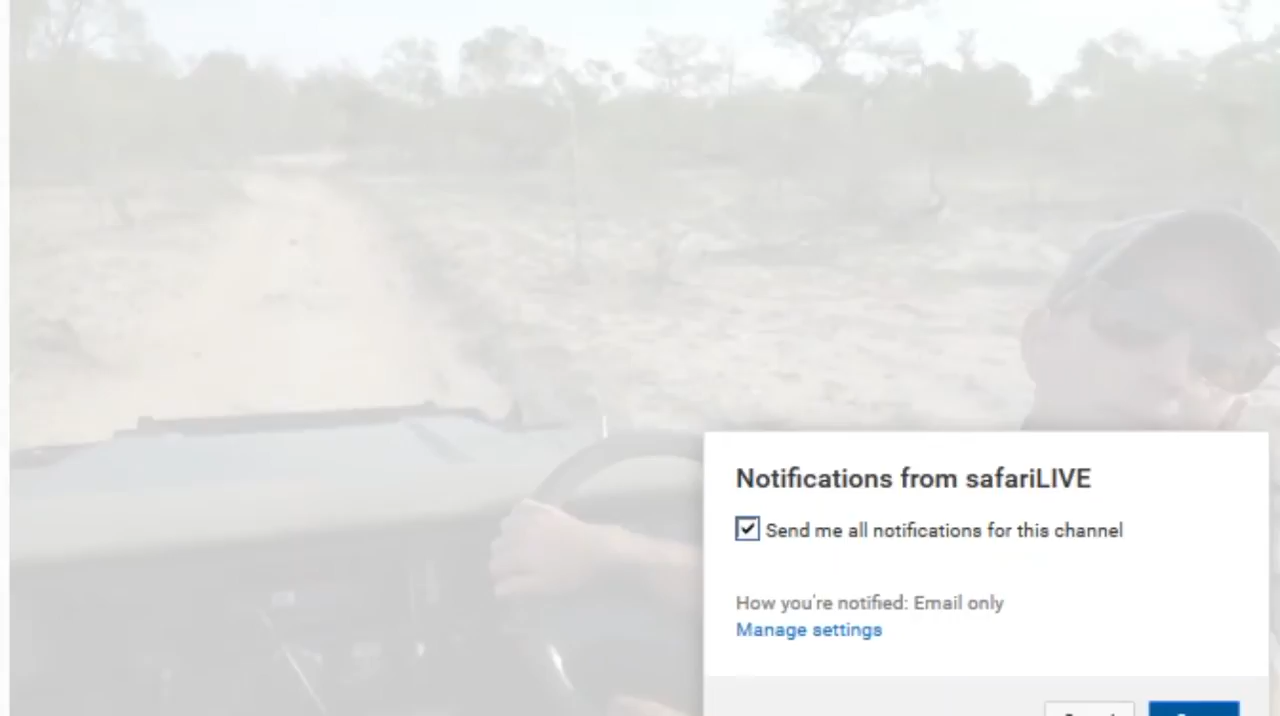 Notifications from safariLIVE
Send me all notifications for this channel
How you're notified: Email only
Manage settings